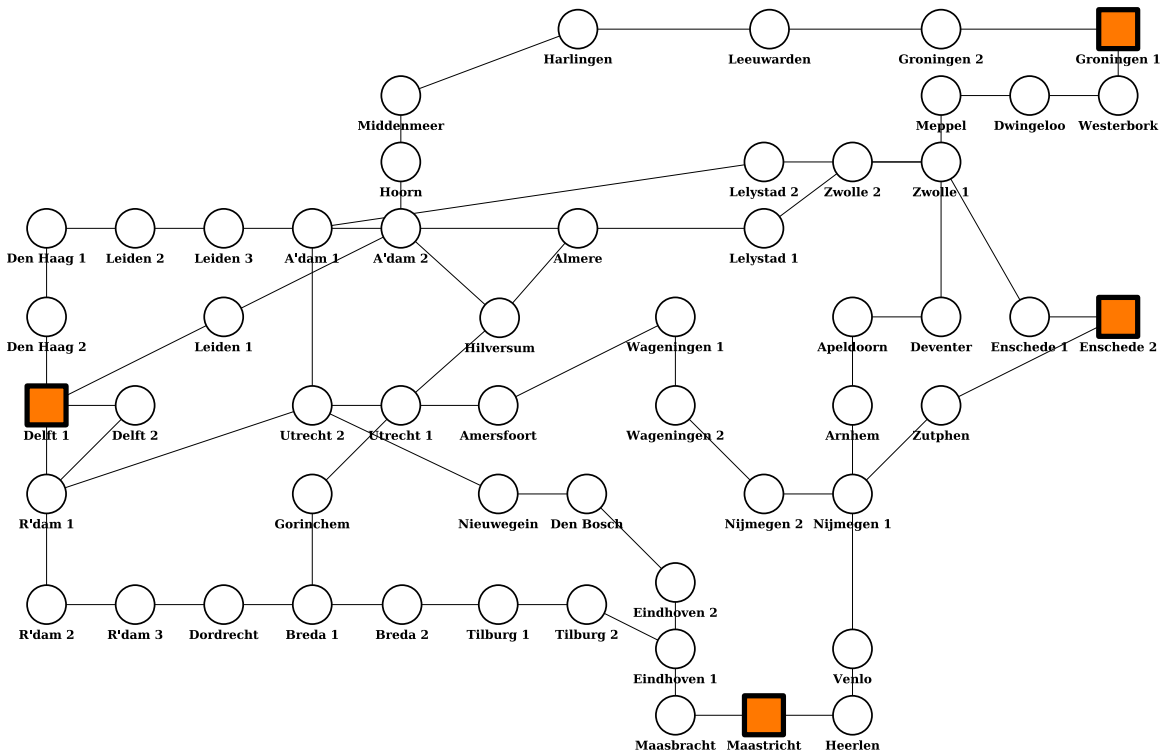 Harlingen
Leeuwarden
Groningen 2
Groningen 1
Middenmeer
Meppel
Dwingeloo
Westerbork
Hoorn
Lelystad 2
Zwolle 2
Zwolle 1
Den Haag 1
Leiden 2
Leiden 3
A'dam 1
A'dam 2
Almere
Lelystad 1
Den Haag 2
Leiden 1
Hilversum
Wageningen 1
Apeldoorn
Deventer
Enschede 1
Enschede 2
Delft 1
Delft 2
Utrecht 2
Utrecht 1
Amersfoort
Wageningen 2
Arnhem
Zutphen
R'dam 1
Gorinchem
Nieuwegein
Den Bosch
Nijmegen 2
Nijmegen 1
Eindhoven 2
R'dam 2
R'dam 3
Dordrecht
Breda 1
Breda 2
Tilburg 1
Tilburg 2
Eindhoven 1
Venlo
Maasbracht
Maastricht
Heerlen